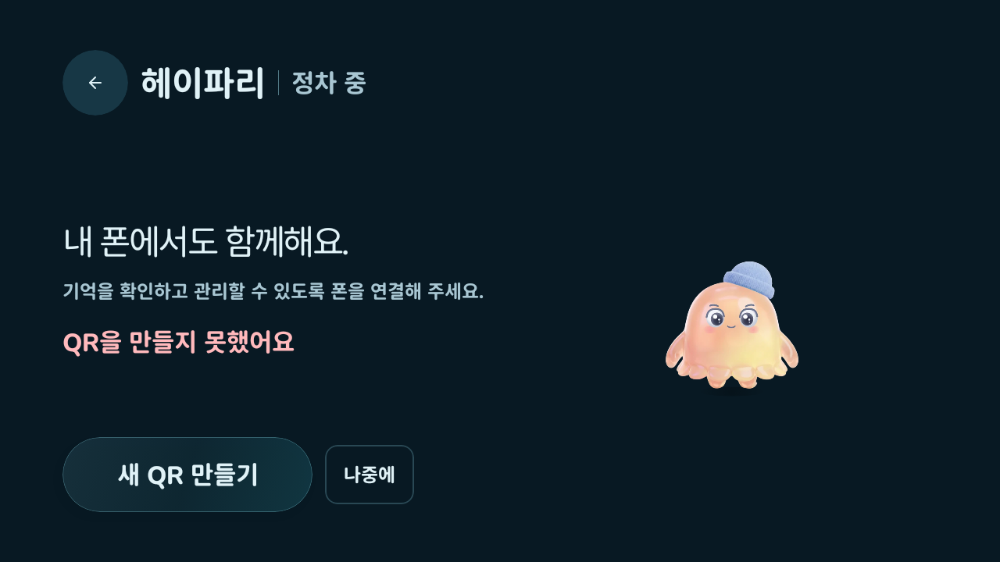 헤이파리 | 정차 중
내 폰에서도 함께해요.
기억을 확인하고 관리할 수 있도록 폰을 연결해 주세요.
QR을 만들지 못했어요
새 QR 만들기
나중에